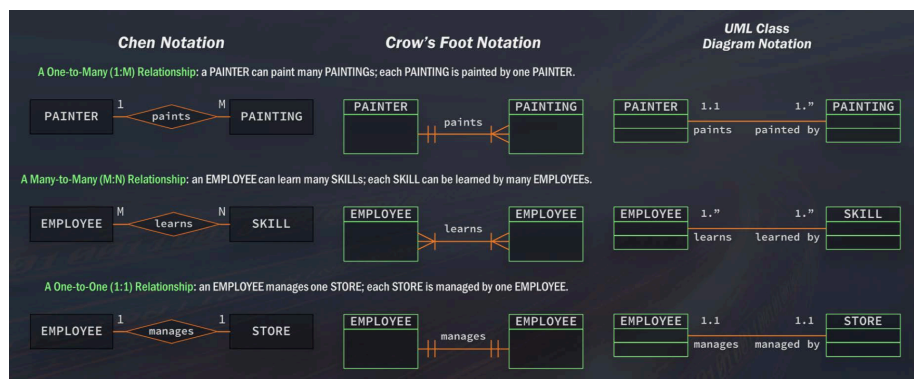 Chen Notation
Crow's Foot Notation
UML Class
Diagram Notation
A One-to-Many (1:M) Relationship: a PAINTER can paint many PAINTINGs; each PAINTING is painted by one PAINTER.
PAINTER 1 paints M PAINTING
PAINTER paints PAINTING
PAINTER 1.1 1.” PAINTING
paints painted by
A Many-to-Many (M:N) Relationship: an EMPLOYEE can learn many SKILLs; each SKILL can be learned by many EMPLOYEEs.
EMPLOYEE M learns N SKILL
EMPLOYEE learns EMPLOYEE
EMPLOYEE 1.” 1.” SKILL
learns learned by
A One-to-One (1:1) Relationship: an EMPLOYEE manages one STORE; each STORE is managed by one EMPLOYEE.
EMPLOYEE 1 manages 1 STORE
EMPLOYEE manages EMPLOYEE
EMPLOYEE 1.1 1.1 STORE
manages managed by